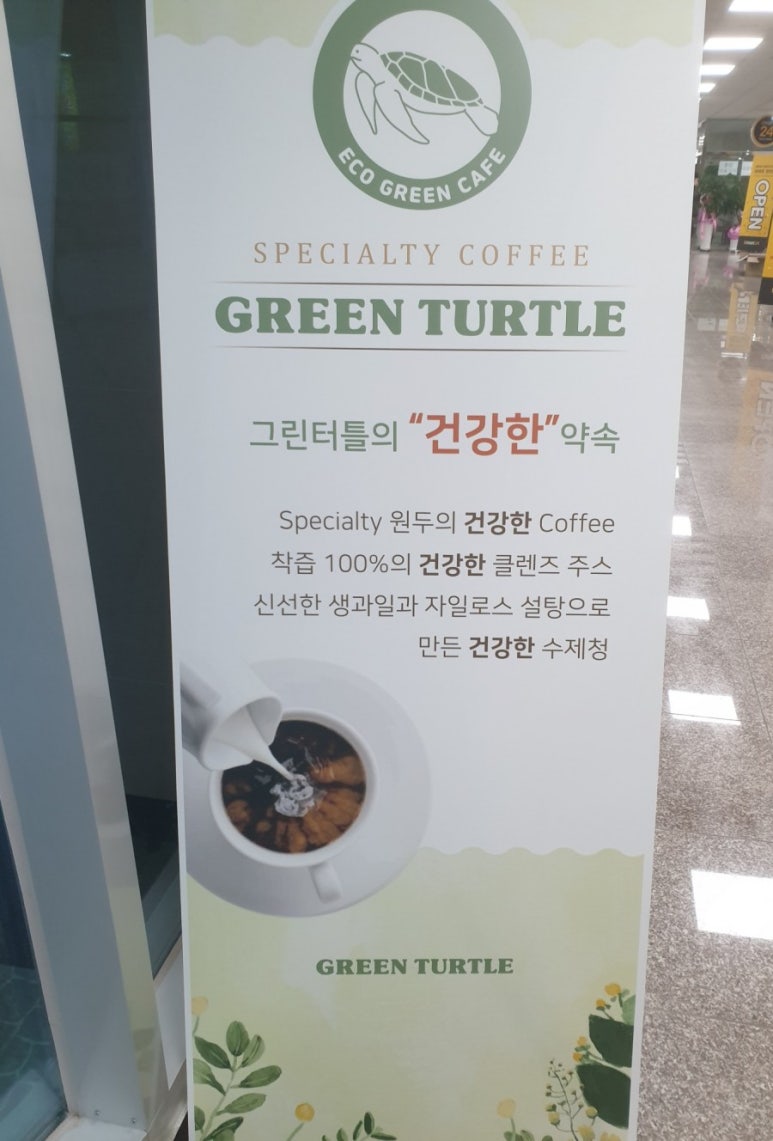 ECO GREEN CAFE
SPECIALTY COFFEE
GREEN TURTLE
그린터틀의 “건강한” 약속
Specialty 원두의 건강한 Coffee
착즙 100%의 건강한 클렌즈 주스
신선한 생과일과 자일로스 설탕으로
만든 건강한 수제청
GREEN TURTLE
24
OPEN